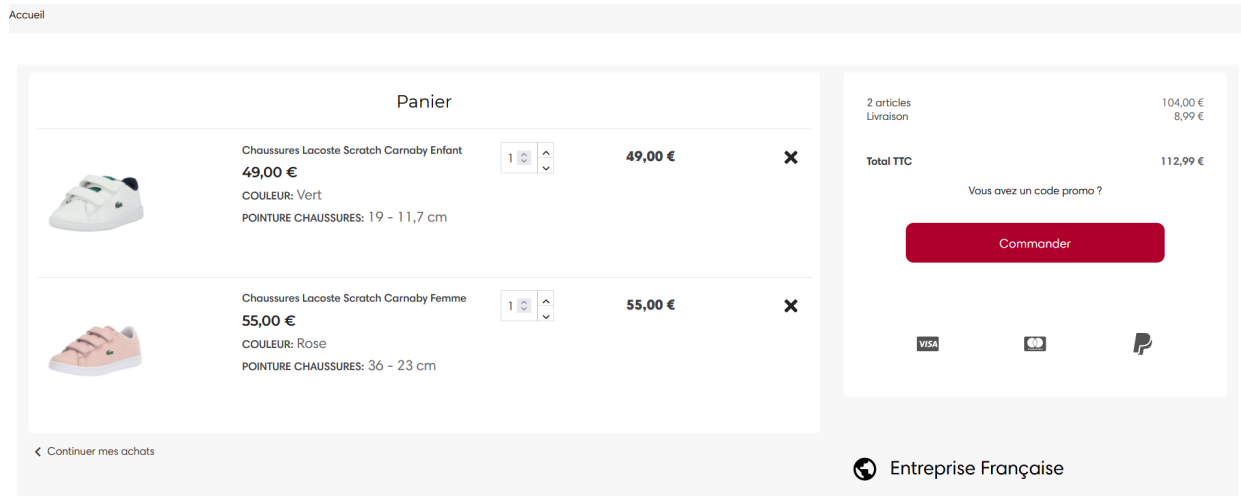 Accueil
Panier
Chaussures Lacoste Scratch Carnaby Enfant
49,00 €
COULEUR: Vert
POINTURE CHAUSSURES: 19 - 11,7 cm
1
49,00 €
Chaussures Lacoste Scratch Carnaby Femme
55,00 €
COULEUR: Rose
POINTURE CHAUSSURES: 36 - 23 cm
1
55,00 €
Continuer mes achats
2 articles 104,00 €
Livraison 8,99 €
Total TTC 112,99 €
Vous avez un code promo ?
Commander
VISA
Entreprise Française